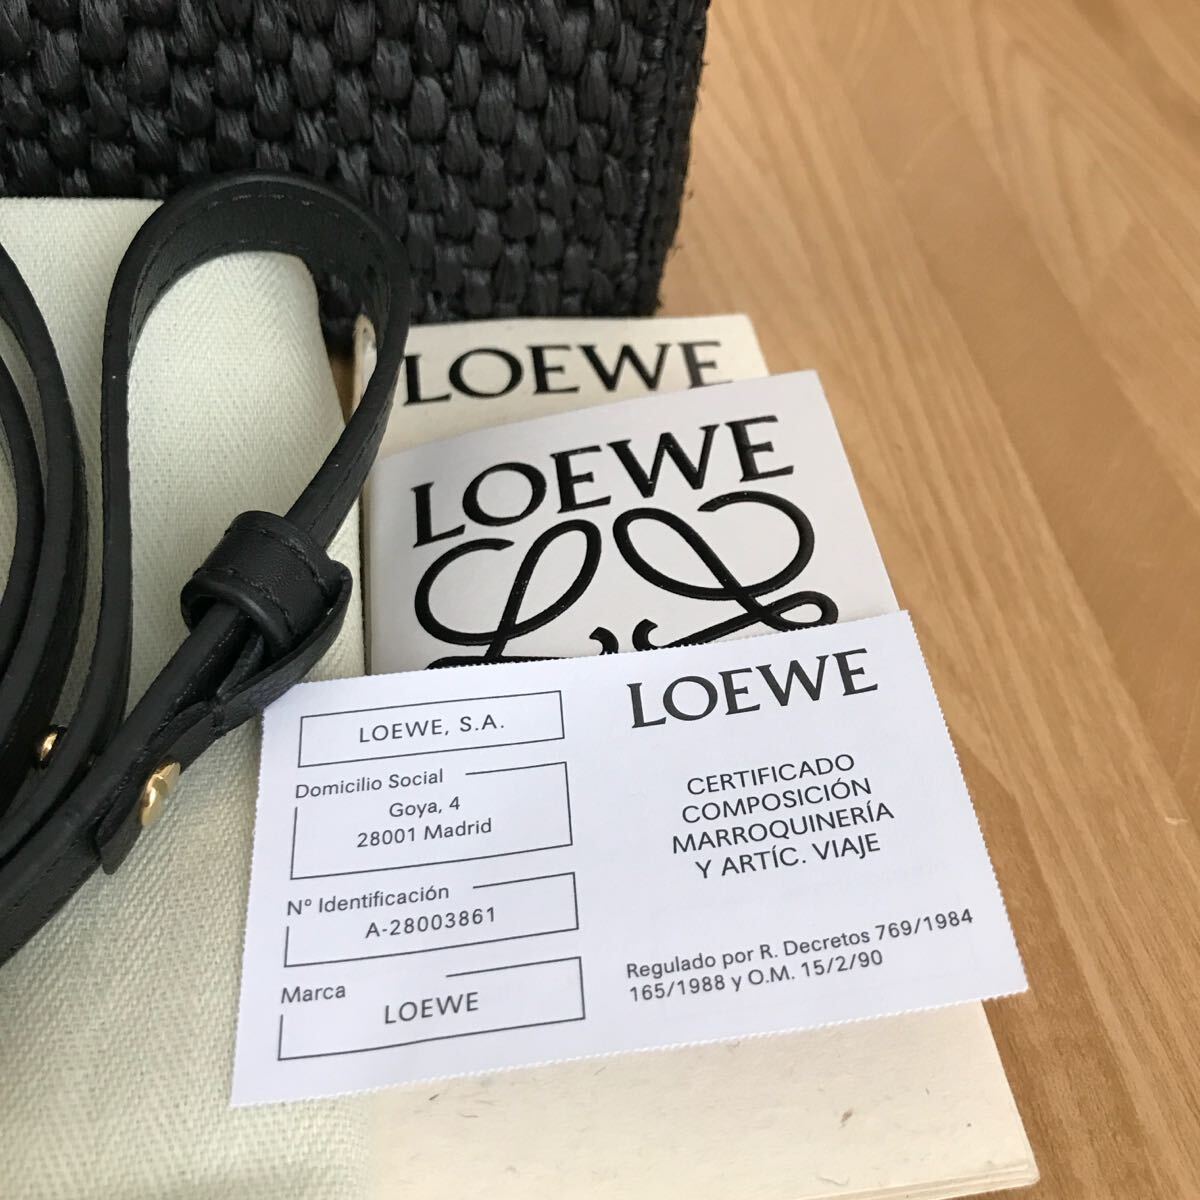 LOEWE
LOEWE
LOEWE, S.A.
Domicilio Social
Goya, 4
28001 Madrid
Nº Identificación
A-28003861
Marca
LOEWE
LOEWE
CERTIFICADO
COMPOSICIÓN
MARROQUINERÍA
Y ARTÍC. VIAJE
Regulado por R. Decretos 769/1984
165/1988 y O.M. 15/2/90